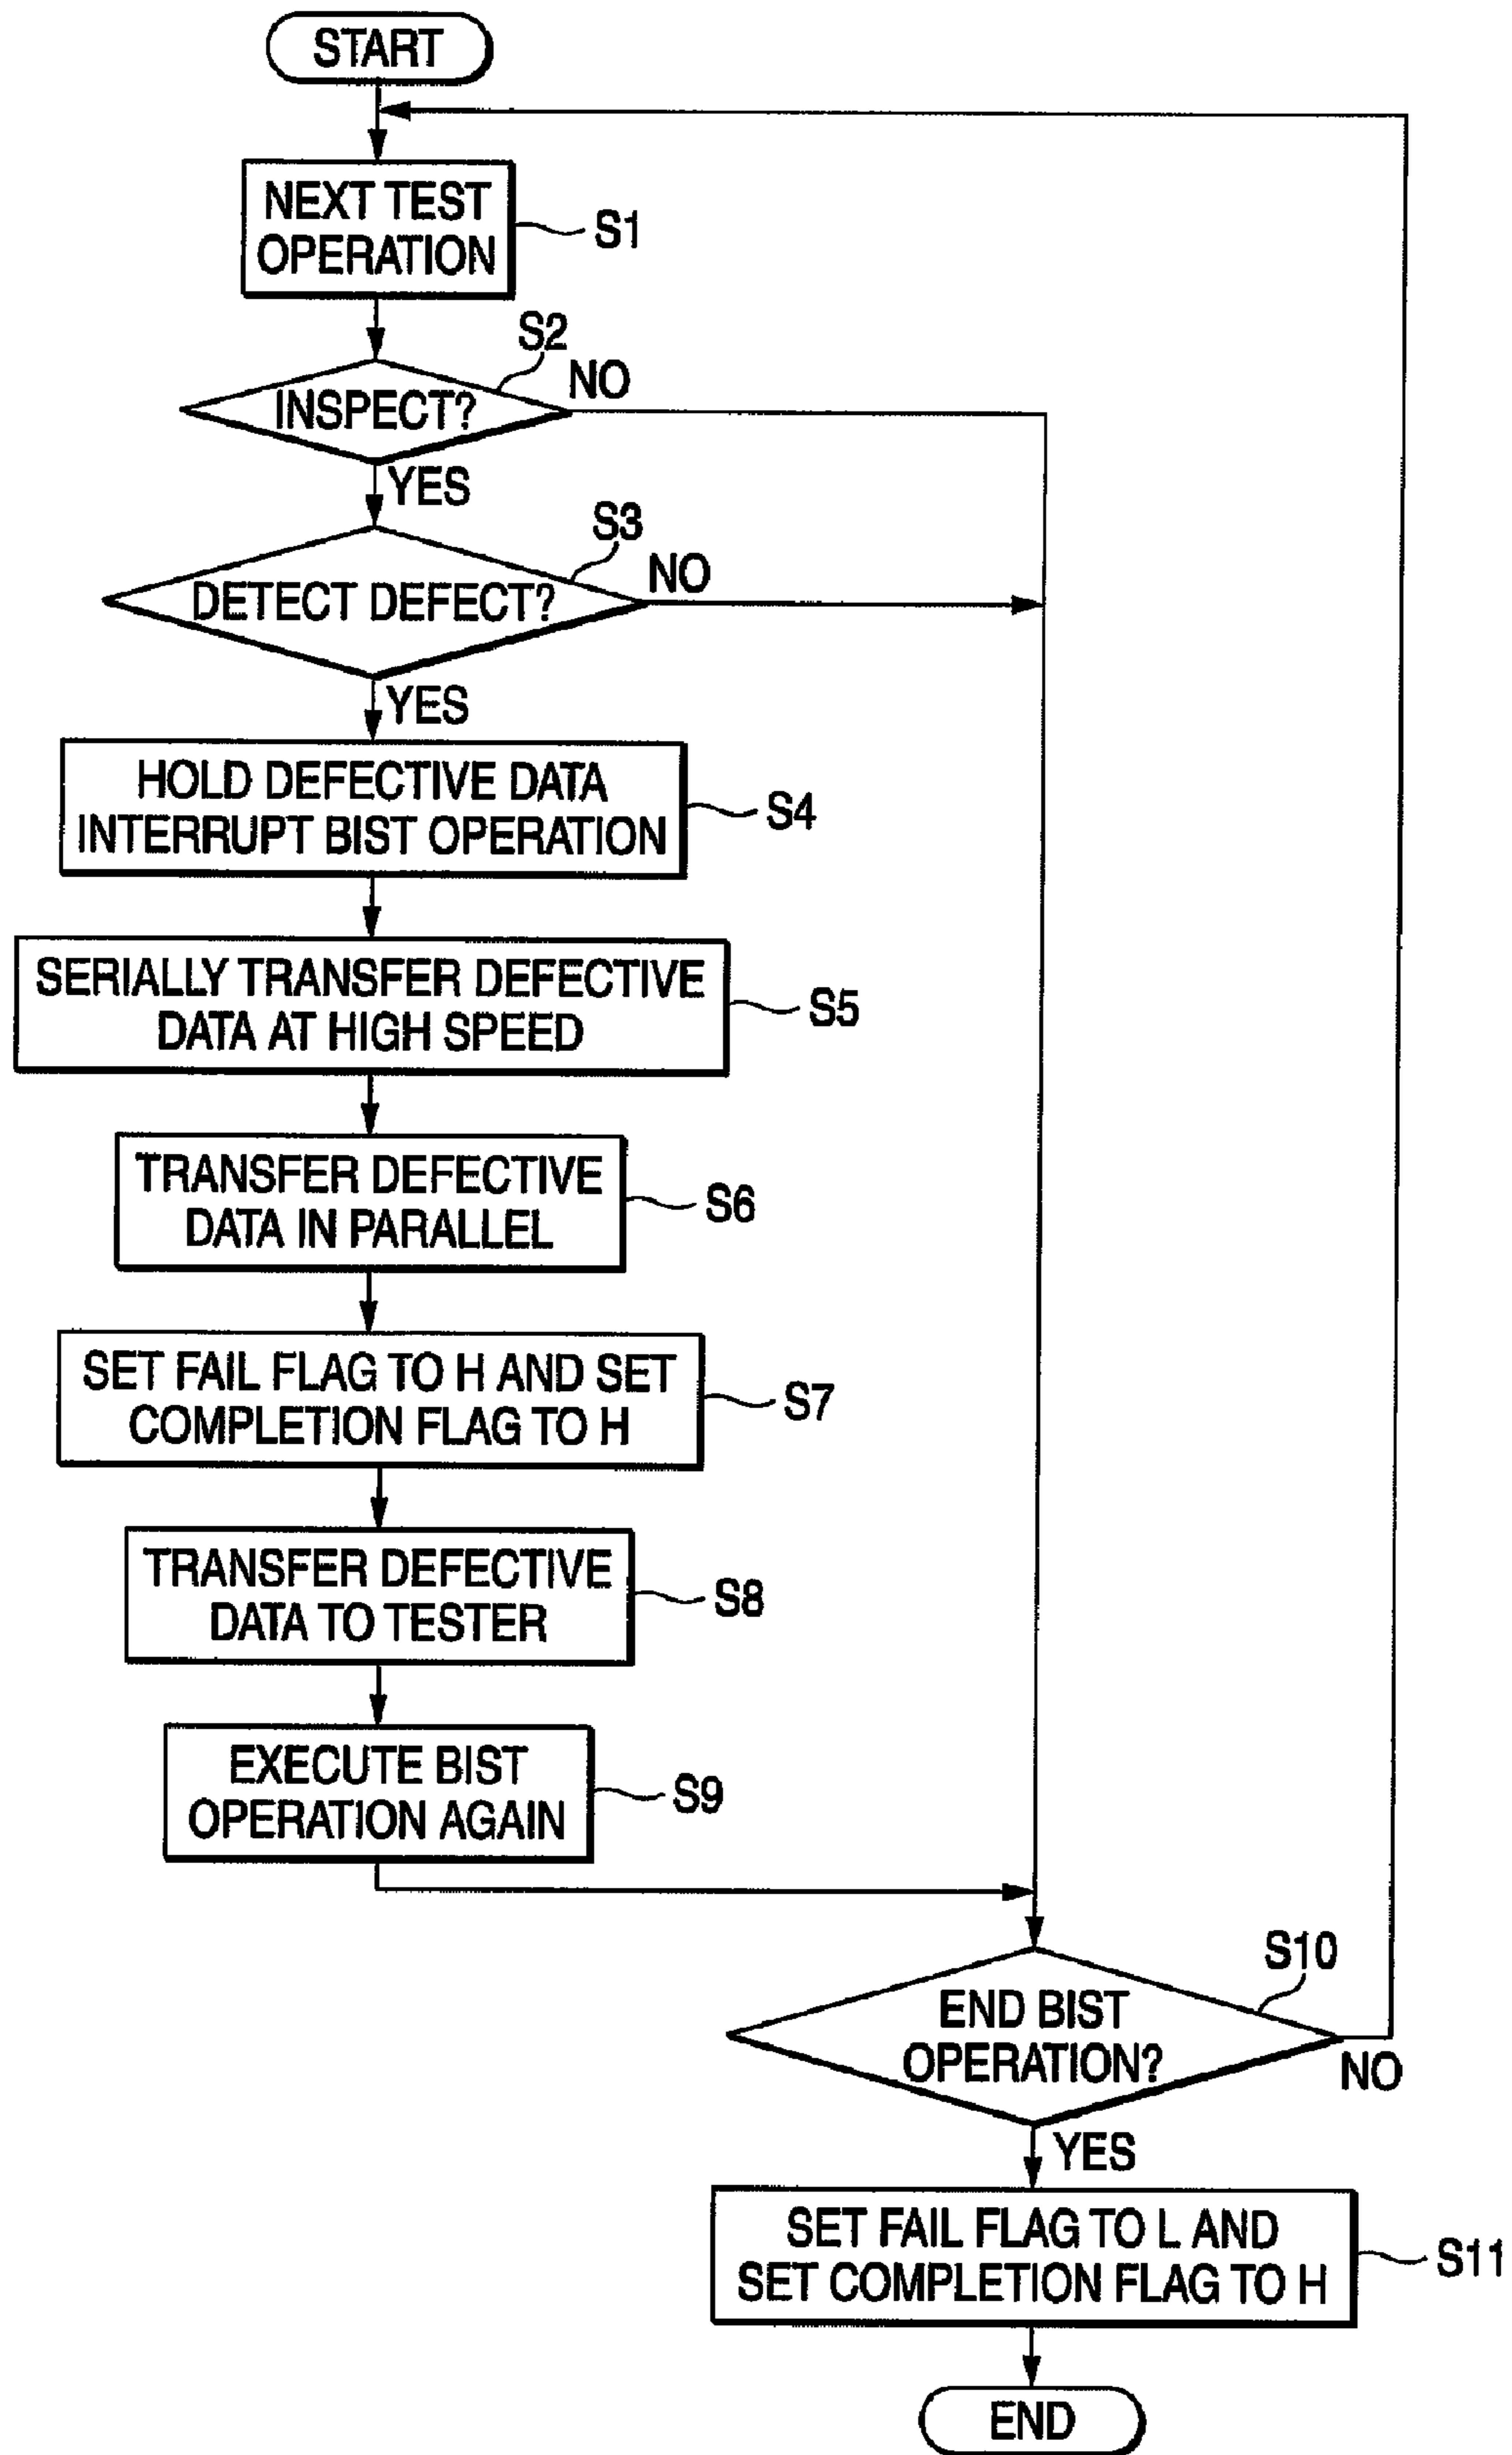 START
NEXT TEST
OPERATION
S1
S2
INSPECT?
NO
YES
S3
DETECT DEFECT?
NO
YES
HOLD DEFECTIVE DATA
INTERRUPT BIST OPERATION
S4
SERIALLY TRANSFER DEFECTIVE
DATA AT HIGH SPEED
S5
TRANSFER DEFECTIVE
DATA IN PARALLEL
S6
SET FAIL FLAG TO H AND SET
COMPLETION FLAG TO H
S7
TRANSFER DEFECTIVE
DATA TO TESTER
S8
EXECUTE BIST
OPERATION AGAIN
S9
S10
END BIST
OPERATION?
NO
YES
SET FAIL FLAG TO L AND
SET COMPLETION FLAG TO H
S11
END